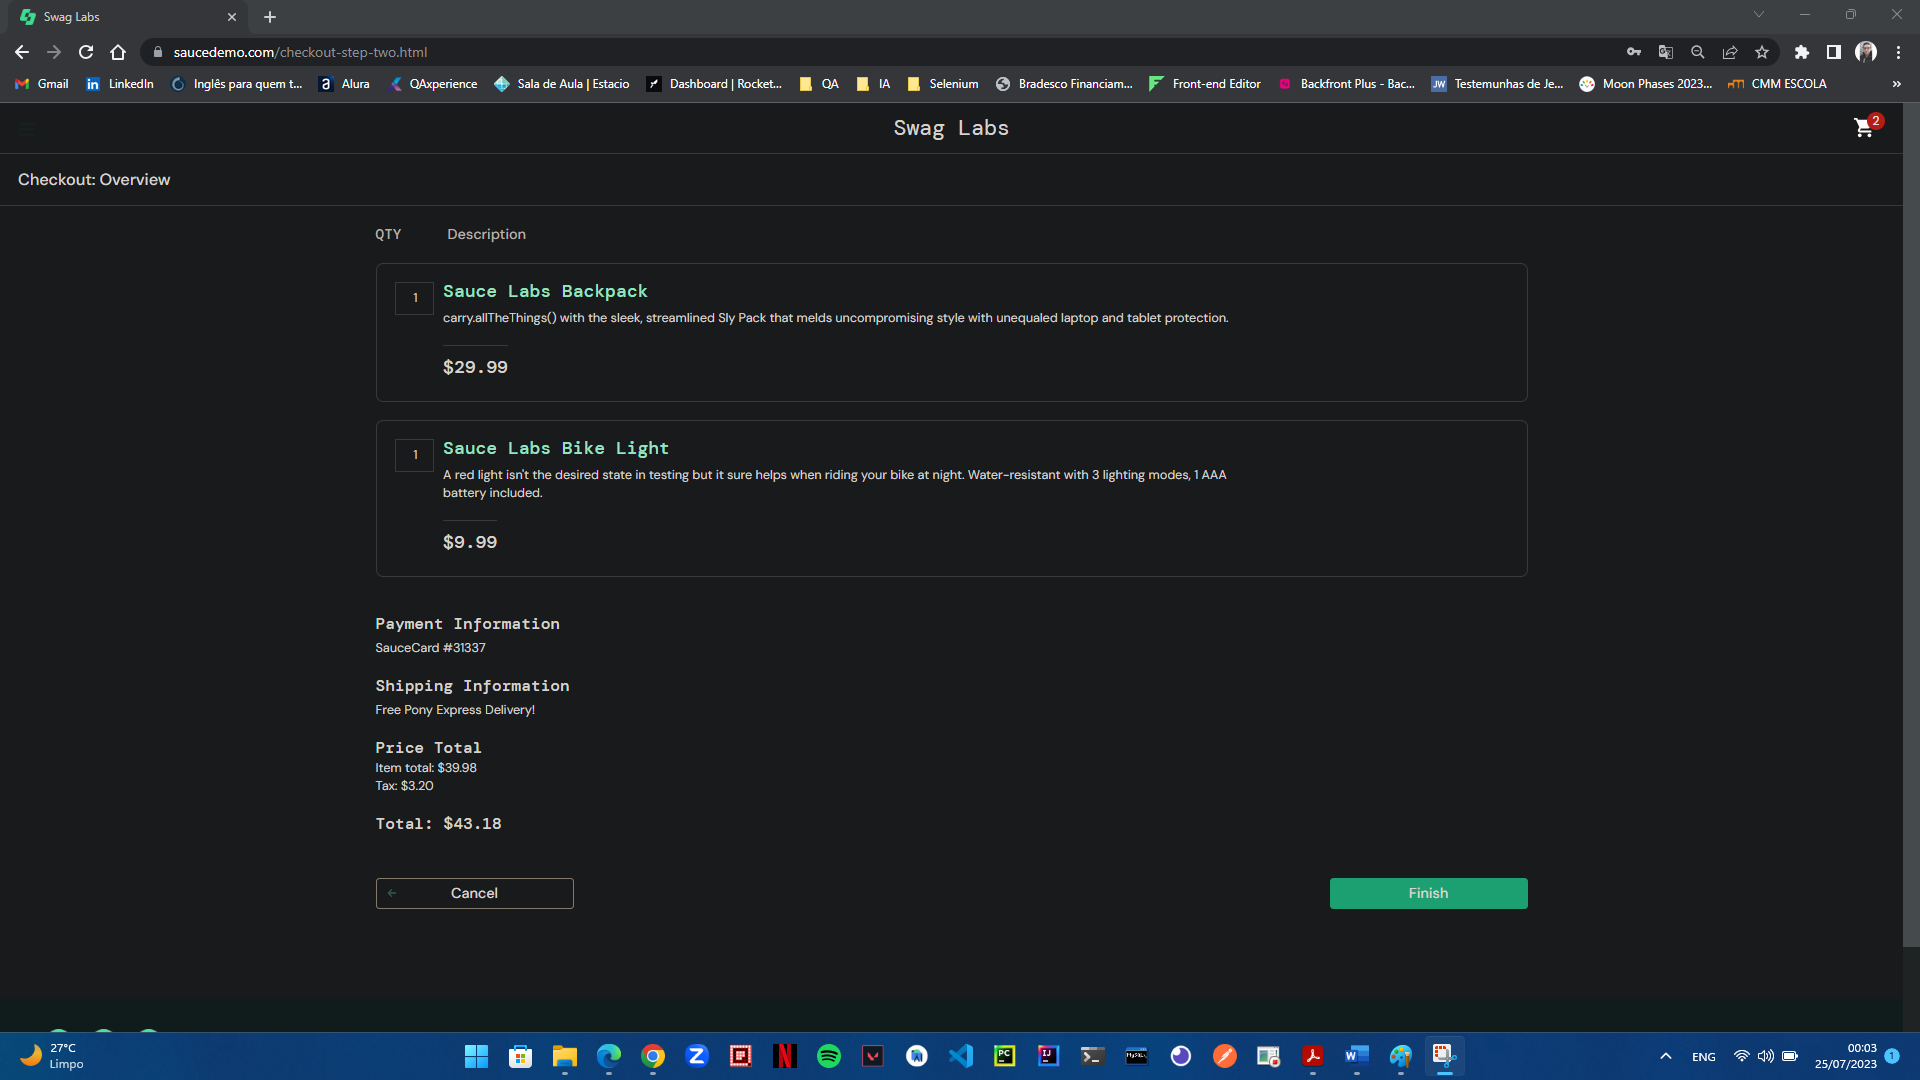 Swag Labs
saucedemo.com/checkout-step-two.html
Gmail
LinkedIn
Inglês para quem t...
Alura
QAxperience
Sala de Aula | Estacio
Dashboard | Rocket...
QA
IA
Selenium
Bradesco Financiam...
Front-end Editor
Backfront Plus - Bac...
Testemunhas de Je...
Moon Phases 2023...
CMM ESCOLA
»
Swag Labs
2
Checkout: Overview
QTY Description
1
Sauce Labs Backpack
carry.allTheThings() with the sleek, streamlined Sly Pack that melds uncompromising style with unequaled laptop and tablet protection.
$29.99
1
Sauce Labs Bike Light
A red light isn't the desired state in testing but it sure helps when riding your bike at night. Water-resistant with 3 lighting modes, 1 AAA
battery included.
$9.99
Payment Information
SauceCard #31337
Shipping Information
Free Pony Express Delivery!
Price Total
Item total: $39.98
Tax: $3.20
Total: $43.18
Cancel
Finish
27°C
Limpo
ENG
00:03
25/07/2023
1